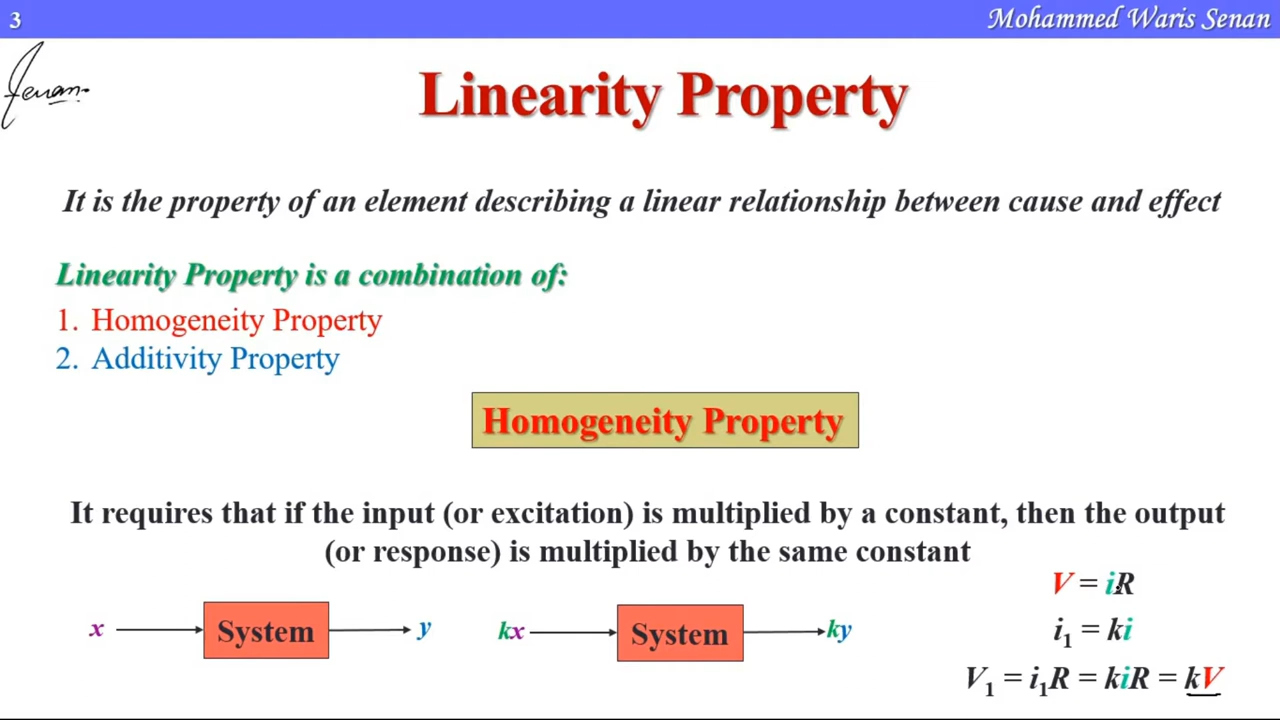 3
Mohammed Waris Senan
Senan
Linearity Property
It is the property of an element describing a linear relationship between cause and effect
Linearity Property is a combination of:
1. Homogeneity Property
2. Additivity Property
Homogeneity Property
It requires that if the input (or excitation) is multiplied by a constant, then the output
(or response) is multiplied by the same constant
x System y kx System ky
V = iR
i₁ = ki
V₁ = i₁R = kiR = kV